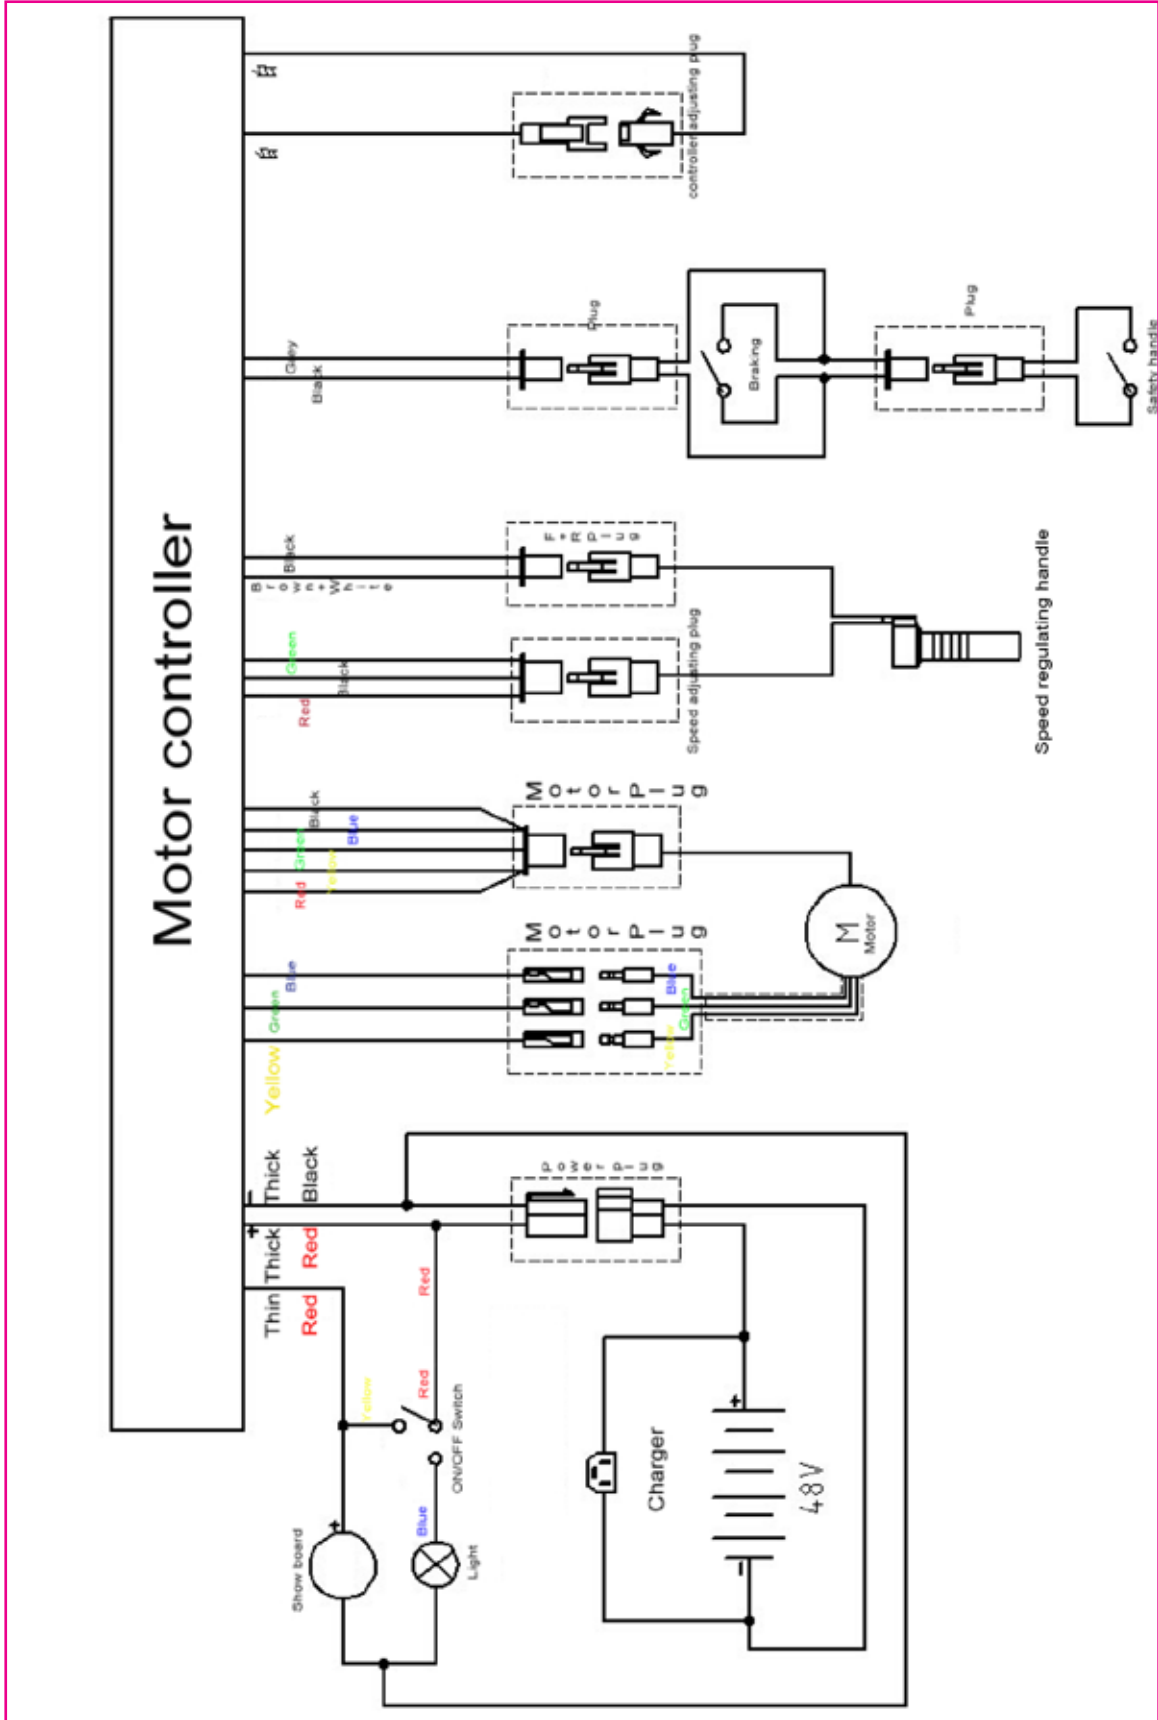 Motor controller
controller adjusting plug
Grey
Black
Plug
Braking
Plug
Safety handle
Black
Brown+White
F+R Plug
Green
Black
Red
Speed adjusting plug
Speed regulating handle
Black
Blue
Green
Yellow
Red
Motor Plug
M
Motor
Motor Plug
Blue
Green
Yellow
Blue
Green
Yellow
− Thick Black
+ Thick Red
Thin Red
power plug
Red
Red
Yellow
ON/OFF Switch
Blue
Light
Show board
+
Charger
+
48V
−